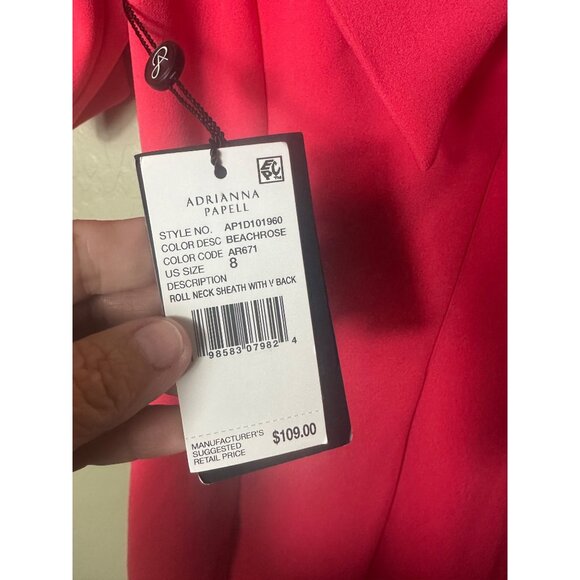 ADRIANNA
PAPELL
STYLE NO. AP1D101960
COLOR DESC BEACHROSE
COLOR CODE AR671
US SIZE 8
DESCRIPTION
ROLL NECK SHEATH WITH V BACK
98583 07982 4
MANUFACTURER'S
SUGGESTED
RETAIL PRICE
$109.00